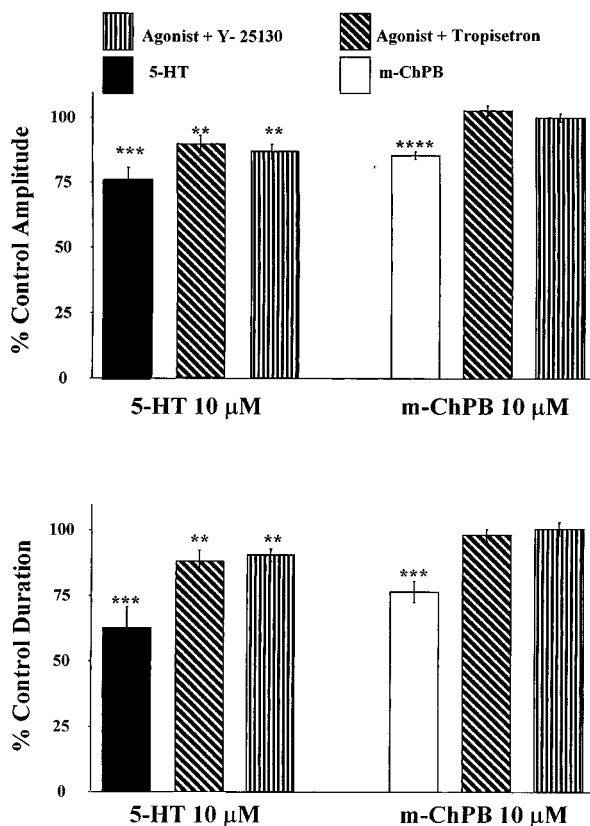 Agonist + Y- 25130
Agonist + Tropisetron
5-HT
m-ChPB
% Control Amplitude
100
75
50
25
0
***
**
**
****
5-HT 10 µM
m-ChPB 10 µM
% Control Duration
100
75
50
25
0
***
**
**
***
5-HT 10 µM
m-ChPB 10 µM